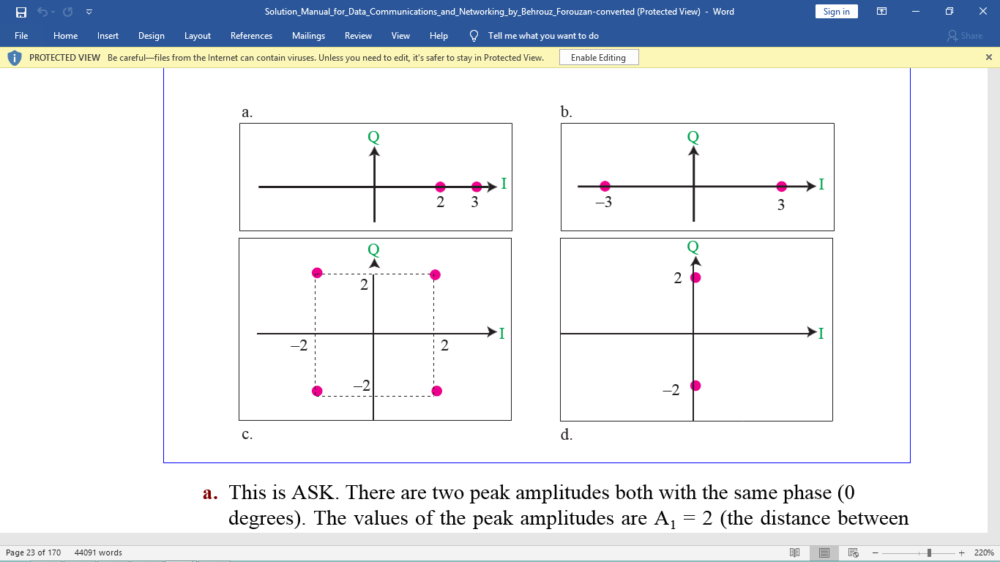 Solution_Manual_for_Data_Communications_and_Networking_by_Behrouz_Forouzan-converted (Protected View) - Word
Sign in
File Home Insert Design Layout References Mailings Review View Help Tell me what you want to do Share
PROTECTED VIEW Be careful—files from the Internet can contain viruses. Unless you need to edit, it's safer to stay in Protected View. Enable Editing
a.
Q
I
2 3
b.
Q
I
–3 3
Q
2
I
–2 2
–2
c.
Q
2
I
–2
d.
a. This is ASK. There are two peak amplitudes both with the same phase (0
degrees). The values of the peak amplitudes are A₁ = 2 (the distance between
Page 23 of 170 44091 words 220%